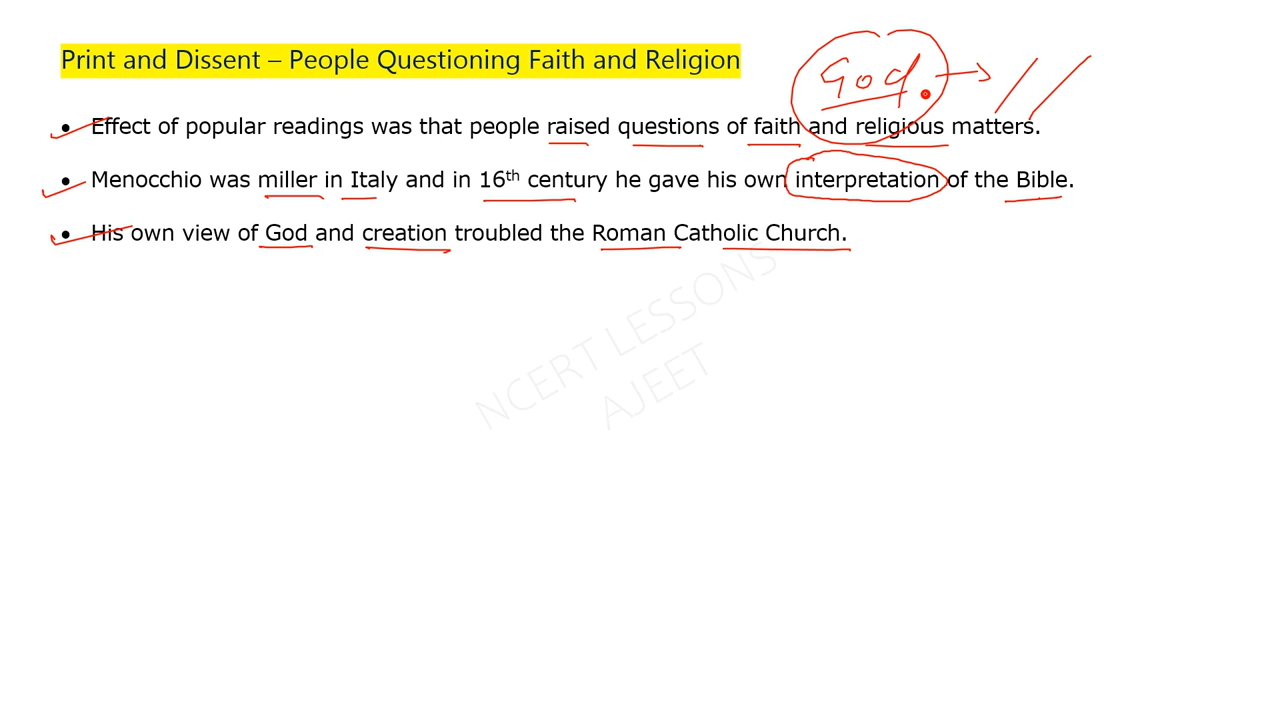 Print and Dissent – People Questioning Faith and Religion
God
• Effect of popular readings was that people raised questions of faith and religious matters.
• Menocchio was miller in Italy and in 16th century he gave his own interpretation of the Bible.
• His own view of God and creation troubled the Roman Catholic Church.
NCERT LESSONS
AJEET